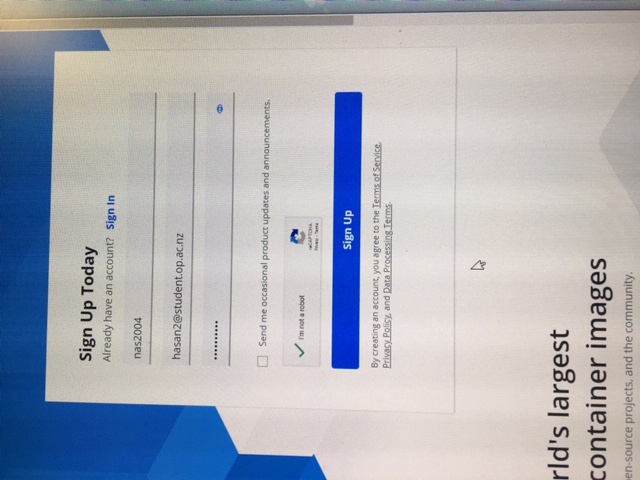 Sign Up Today
Already have an account? Sign In
nas2004
hasan2@student.op.ac.nz
••••••••••
Send me occasional product updates and announcements.
I'm not a robot
reCAPTCHA
Privacy - Terms
Sign Up
By creating an account, you agree to the Terms of Service,
Privacy Policy, and Data Processing Terms.
rld's largest
container images
en-source projects, and the community.